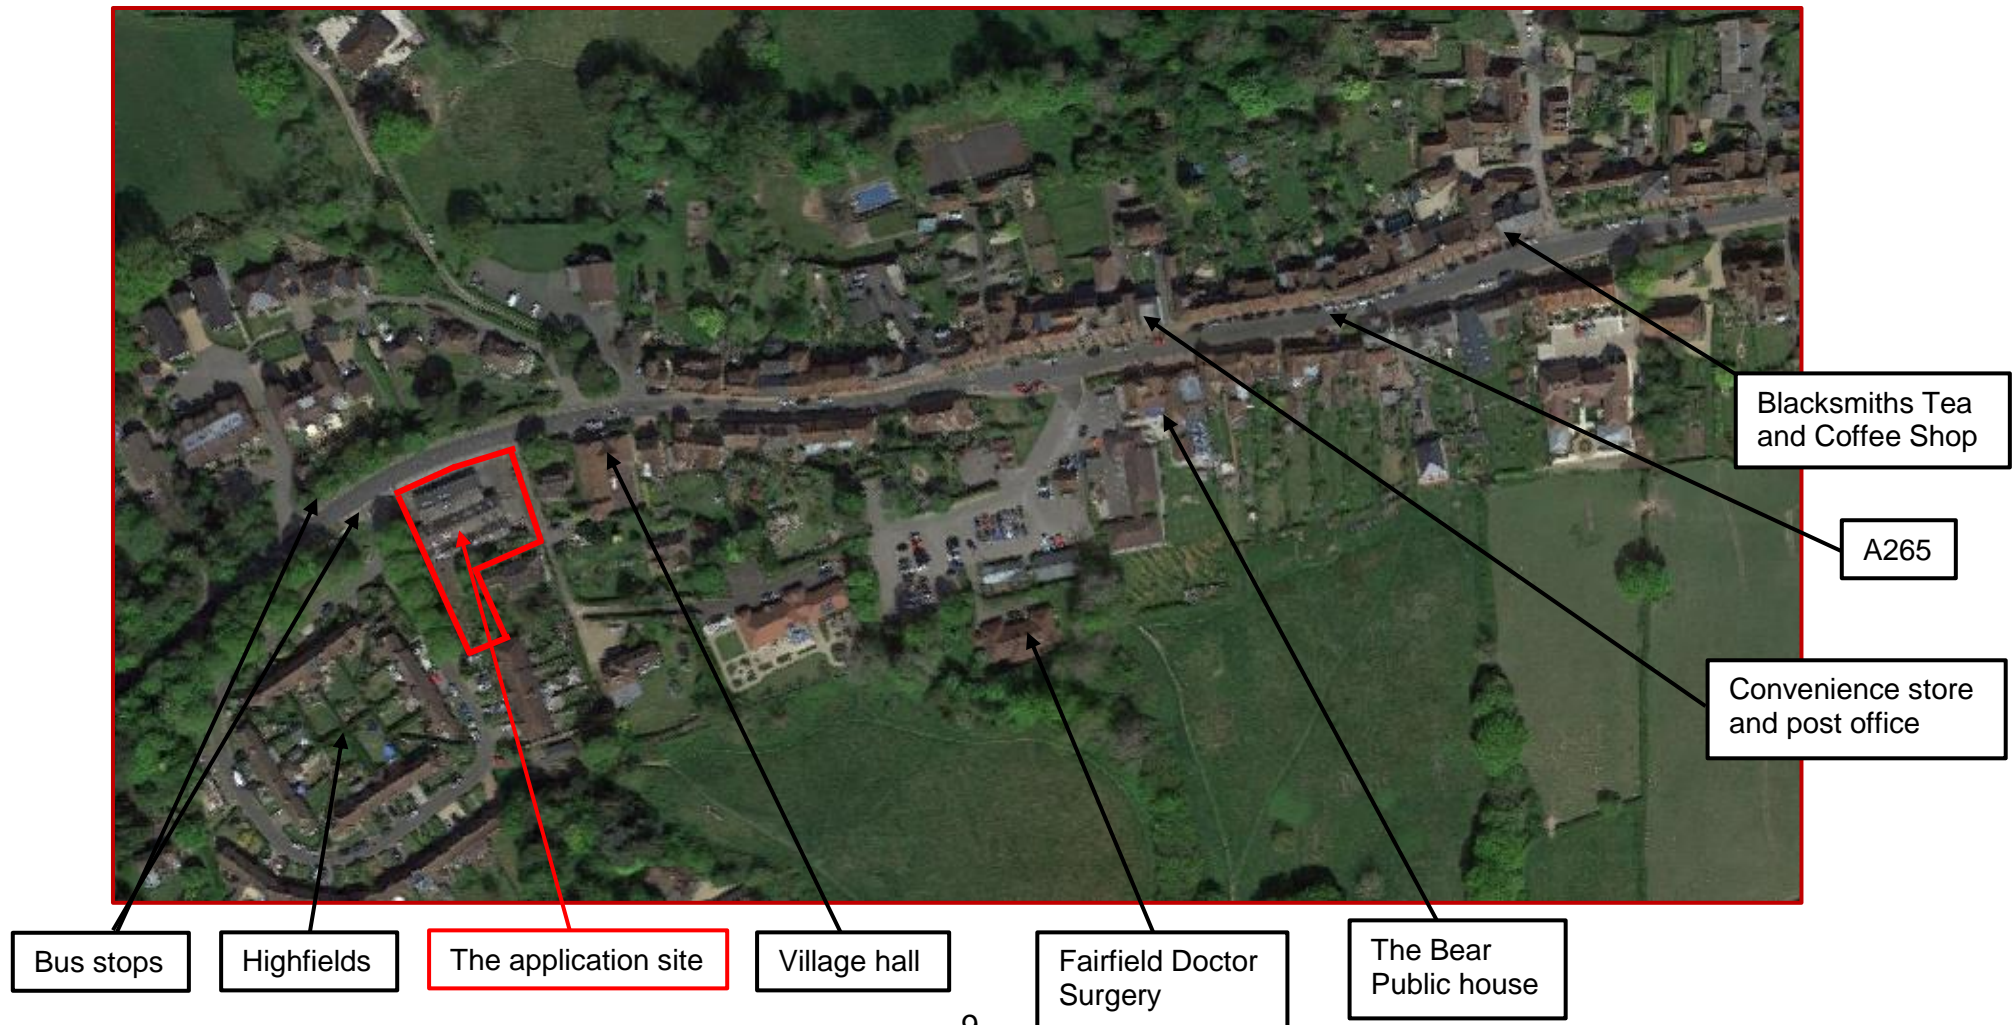 Blacksmiths Tea
and Coffee Shop
A265
Convenience store
and post office
Bus stops
Highfields
The application site
Village hall
Fairfield Doctor
Surgery
The Bear
Public house
9